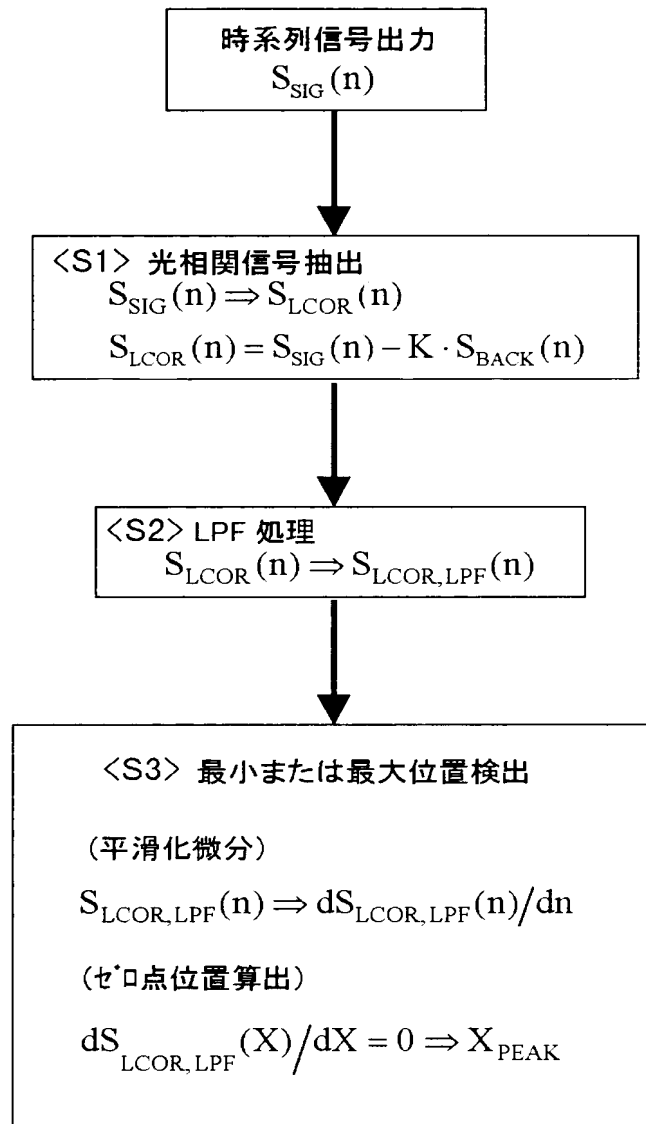 時系列信号出力
S_SIG(n)
<S1> 光相関信号抽出
S_SIG(n)⇒S_LCOR(n)
S_LCOR(n)=S_SIG(n)−K・S_BACK(n)
<S2> LPF 処理
S_LCOR(n)⇒S_LCOR,LPF(n)
<S3> 最小または最大位置検出
(平滑化微分)
S_LCOR,LPF(n)⇒dS_LCOR,LPF(n)/dn
(ｾﾞﾛ点位置算出)
dS_LCOR,LPF(X)/dX=0⇒X_PEAK